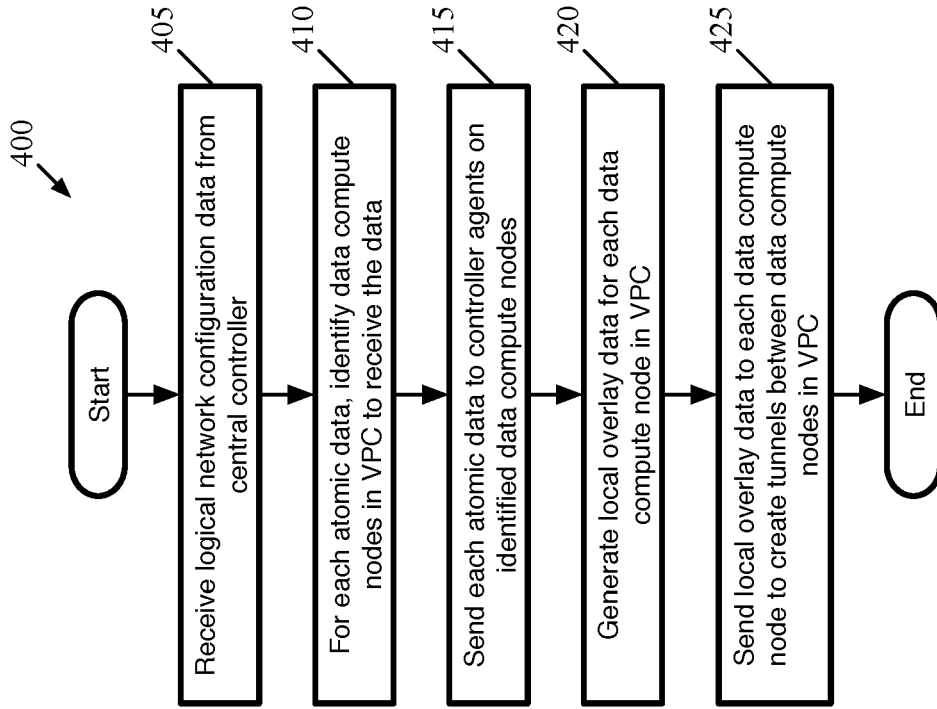 400
Start
405
Receive logical network configuration data from
central controller
410
For each atomic data, identify data compute
nodes in VPC to receive the data
415
Send each atomic data to controller agents on
identified data compute nodes
420
Generate local overlay data for each data
compute node in VPC
425
Send local overlay data to each data compute
node to create tunnels between data compute
nodes in VPC
End